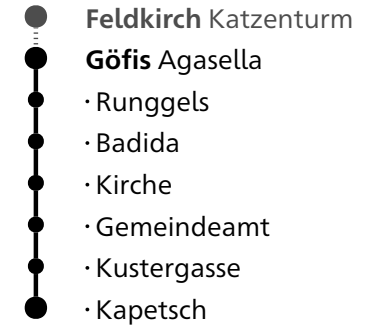 Feldkirch Katzenturm
Göfis Agasella
· Runggels
· Badida
· Kirche
· Gemeindeamt
· Kustergasse
· Kapetsch